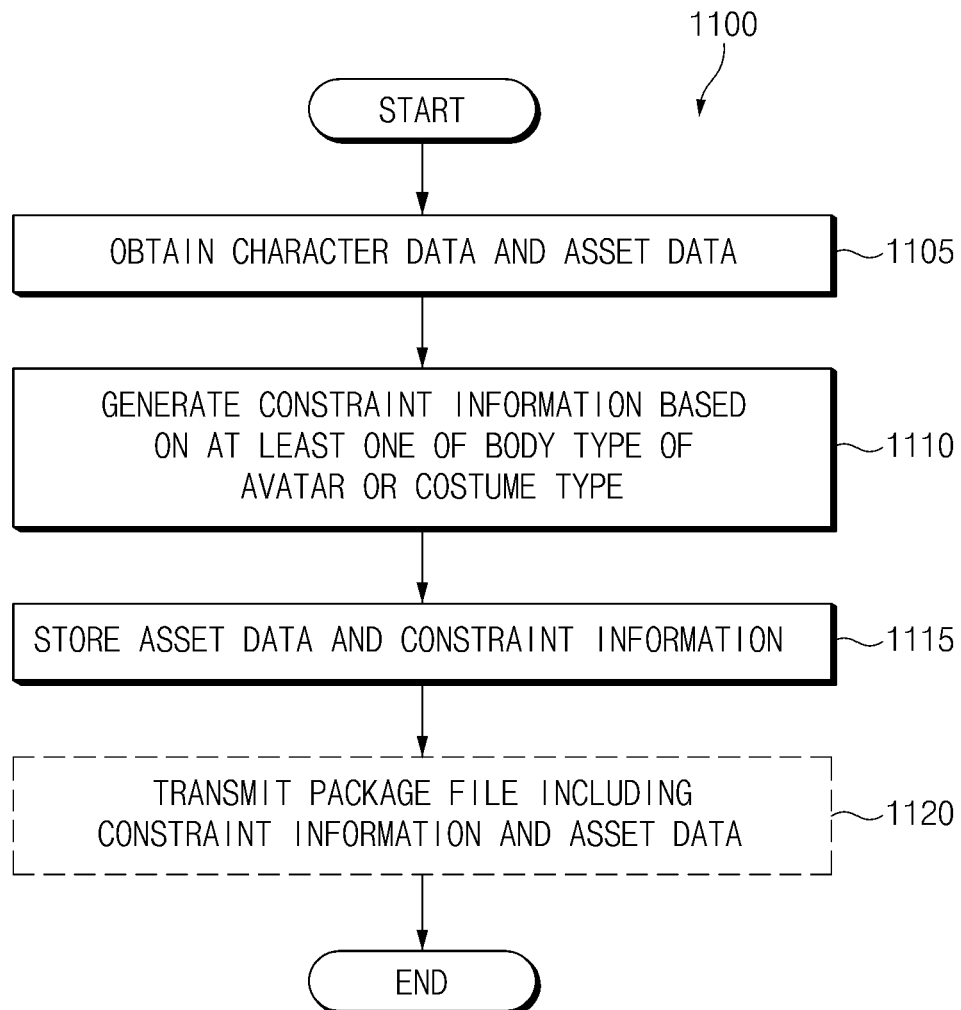 1100
START
OBTAIN CHARACTER DATA AND ASSET DATA
1105
GENERATE CONSTRAINT INFORMATION BASED
ON AT LEAST ONE OF BODY TYPE OF
AVATAR OR COSTUME TYPE
1110
STORE ASSET DATA AND CONSTRAINT INFORMATION
1115
TRANSMIT PACKAGE FILE INCLUDING
CONSTRAINT INFORMATION AND ASSET DATA
1120
END